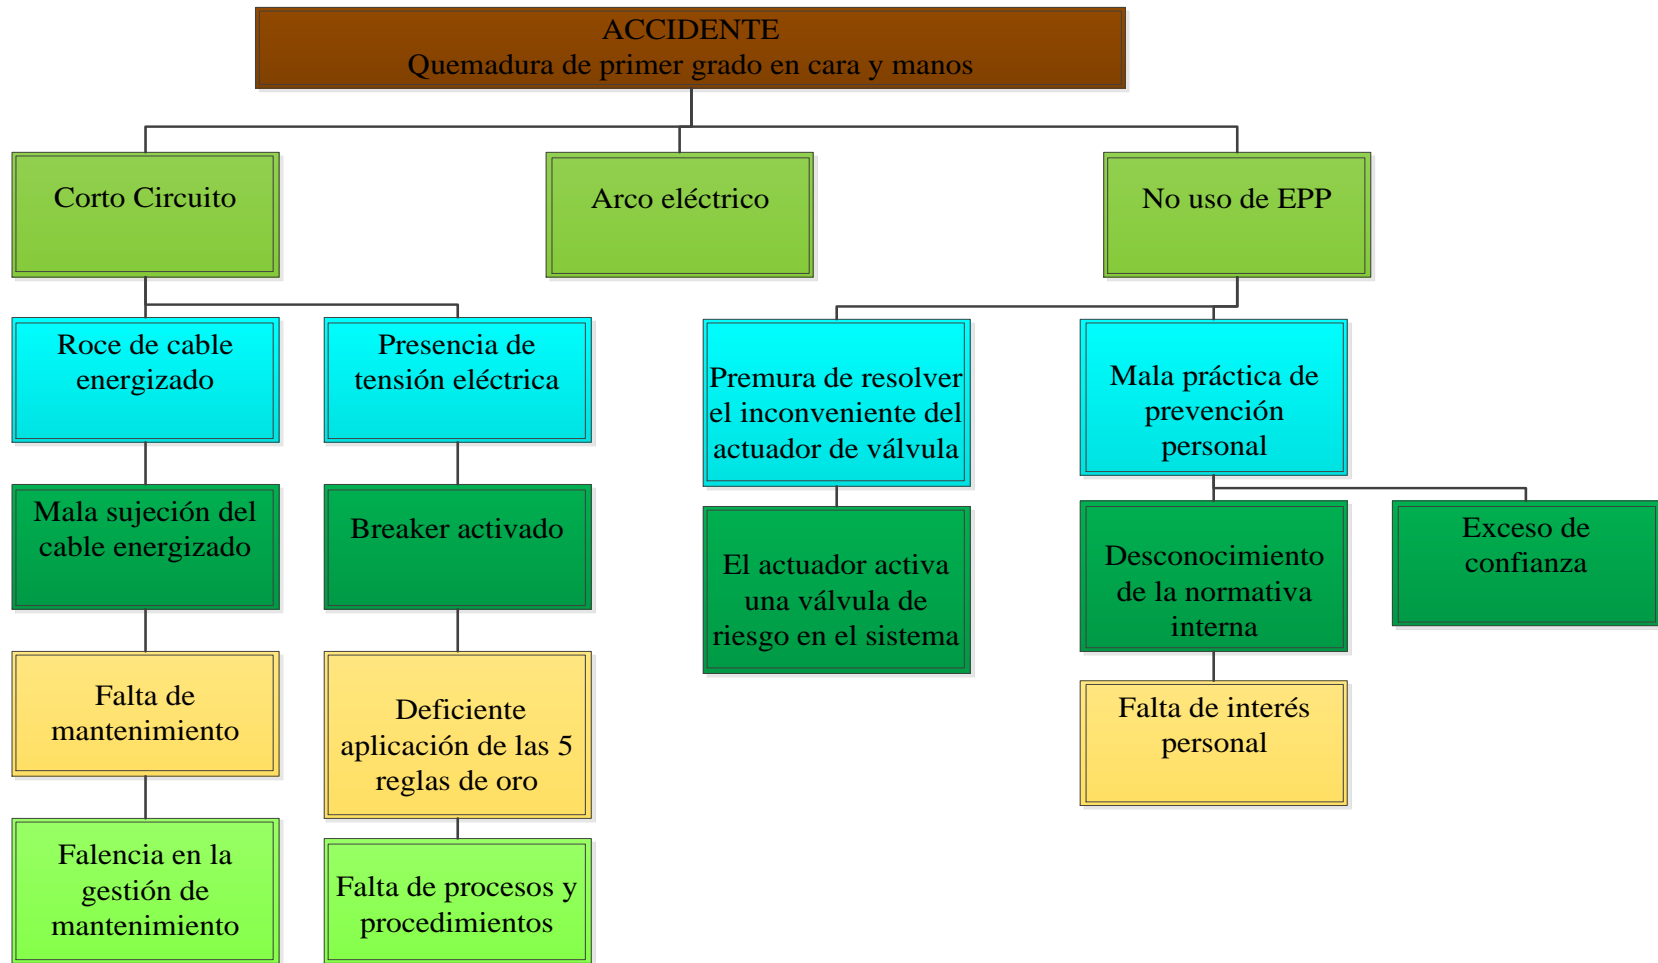 ACCIDENTE
Quemadura de primer grado en cara y manos
Corto Circuito
Arco eléctrico
No uso de EPP
Roce de cable
energizado
Presencia de
tensión eléctrica
Premura de resolver
el inconveniente del
actuador de válvula
Mala práctica de
prevención
personal
Mala sujeción del
cable energizado
Breaker activado
El actuador activa
una válvula de
riesgo en el sistema
Desconocimiento
de la normativa
interna
Exceso de
confianza
Falta de
mantenimiento
Deficiente
aplicación de las 5
reglas de oro
Falta de interés
personal
Falencia en la
gestión de
mantenimiento
Falta de procesos y
procedimientos